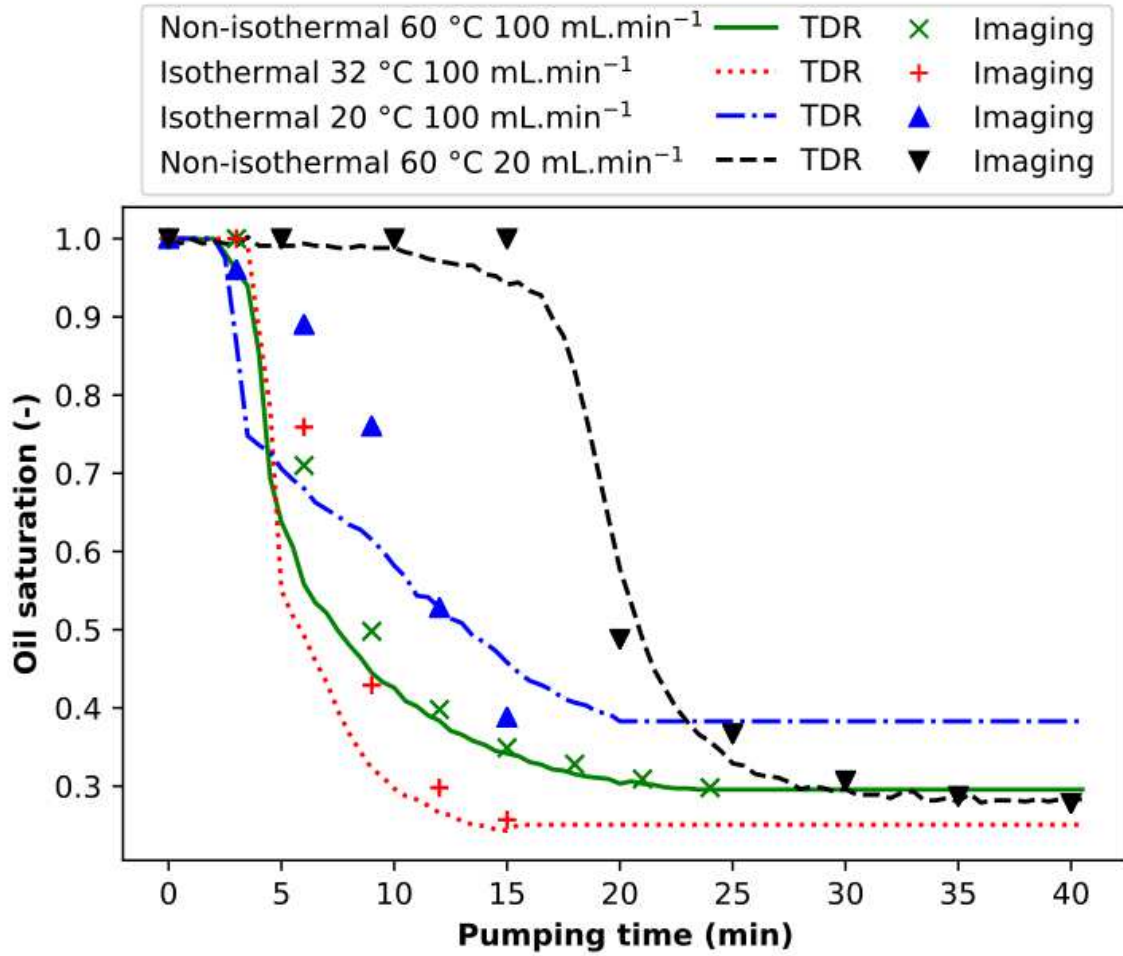 Non-isothermal 60 °C 100 mL.min⁻¹ TDR Imaging
Isothermal 32 °C 100 mL.min⁻¹ TDR Imaging
Isothermal 20 °C 100 mL.min⁻¹ TDR Imaging
Non-isothermal 60 °C 20 mL.min⁻¹ TDR Imaging
1.0
0.9
0.8
0.7
0.6
0.5
0.4
0.3
Oil saturation (-)
0 5 10 15 20 25 30 35 40
Pumping time (min)